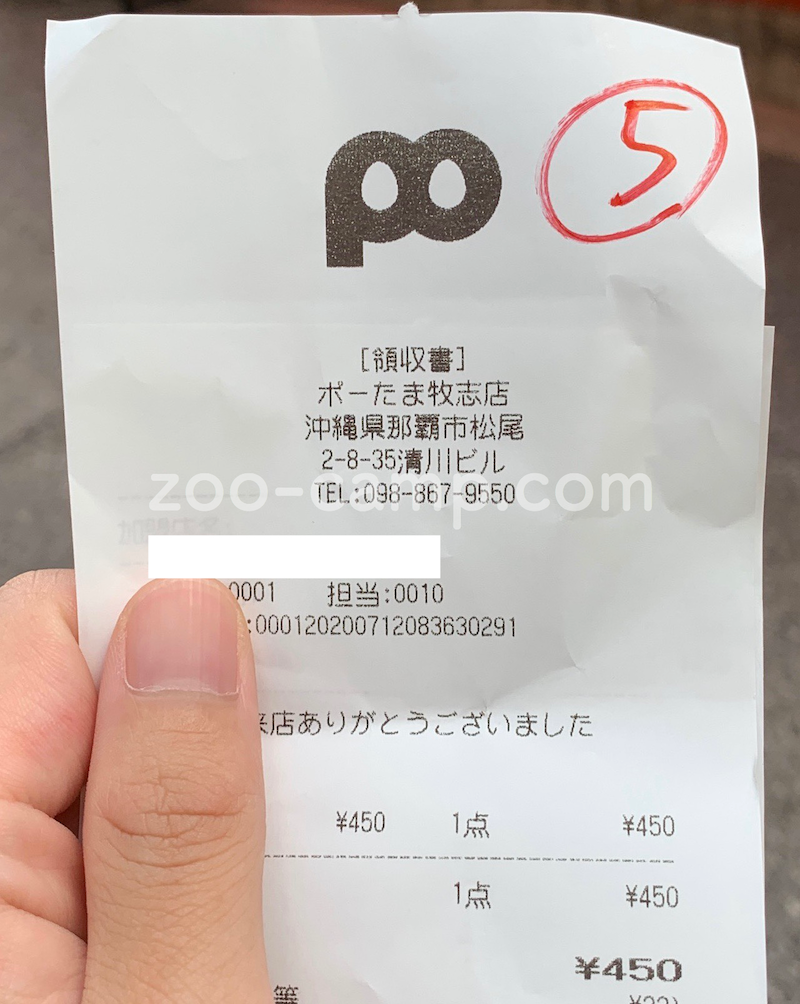 po
5
[領収書]
ポーたま牧志店
沖縄県那覇市松尾
2-8-35清川ビル
TEL:098-867-9550
zoo-camp.com
0001 担当:0010
:000120200712083630291
来店ありがとうございました
¥450 1点 ¥450
1点 ¥450
¥450
等